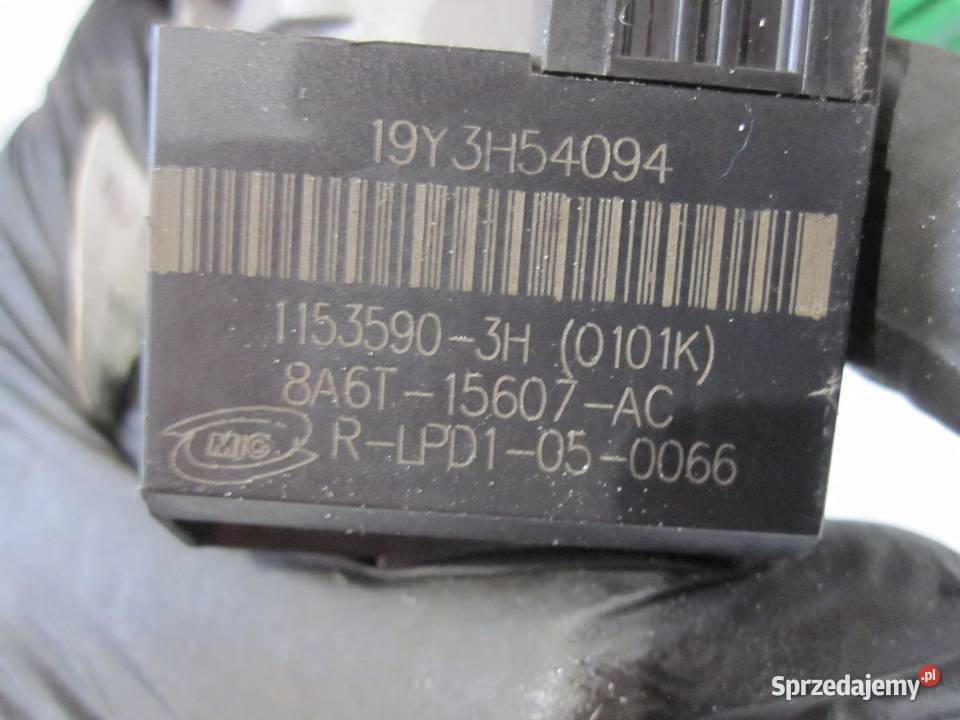 19Y3H54094
1153590-3H (0101K)
8A6T-15607-AC
MIC R-LPD1-05-0066
Sprzedajemy.pl